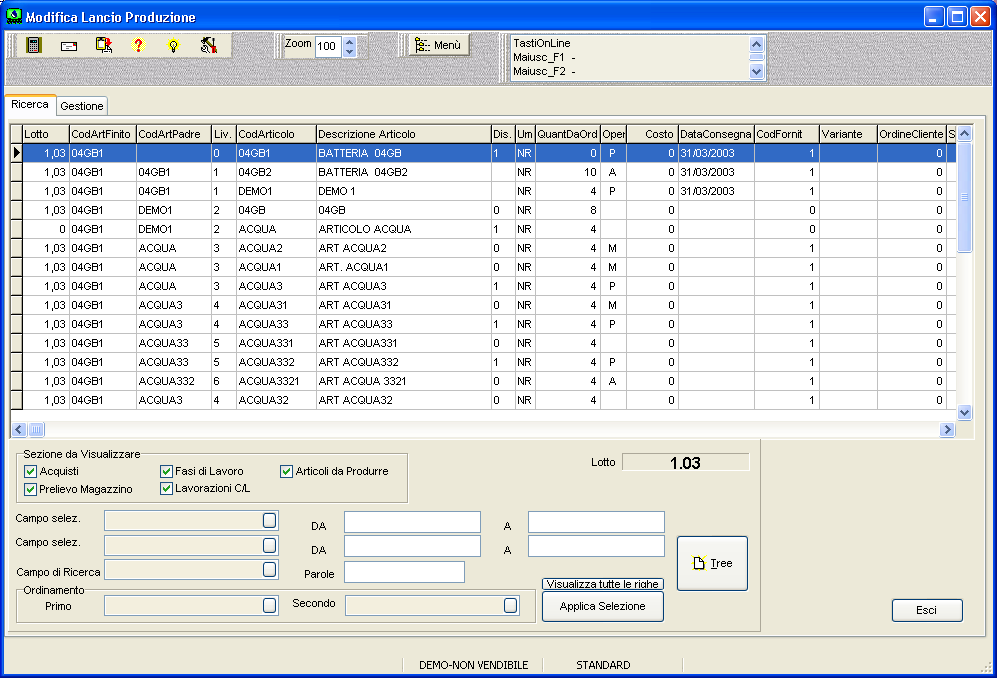 Modifica Lancio Produzione
Zoom 100 Menù
TastiOnLine
Maiusc_F1 -
Maiusc_F2 -
Ricerca Gestione
Lotto CodArtFinito CodArtPadre Liv. CodArticolo Descrizione Articolo Dis. Um QuantDaOrd Oper Costo DataConsegna CodFornit Variante OrdineCliente S
1,03 04GB1 0 04GB1 BATTERIA 04GB 1 NR 0 P 0 31/03/2003 1 0
1,03 04GB1 04GB1 1 04GB2 BATTERIA 04GB2 NR 10 A 0 31/03/2003 1 0
1,03 04GB1 04GB1 1 DEMO1 DEMO 1 NR 4 P 0 31/03/2003 1 0
1,03 04GB1 DEMO1 2 04GB 04GB 0 NR 8 0 0 0
0 04GB1 DEMO1 2 ACQUA ARTICOLO ACQUA 1 NR 4 0 0 0
1,03 04GB1 ACQUA 3 ACQUA2 ART ACQUA2 0 NR 4 M 0 1 0
1,03 04GB1 ACQUA 3 ACQUA1 ART. ACQUA1 0 NR 4 M 0 1 0
1,03 04GB1 ACQUA 3 ACQUA3 ART ACQUA3 1 NR 4 P 0 1 0
1,03 04GB1 ACQUA3 4 ACQUA31 ART ACQUA31 0 NR 4 M 0 1 0
1,03 04GB1 ACQUA3 4 ACQUA33 ART ACQUA33 1 NR 4 P 0 1 0
1,03 04GB1 ACQUA33 5 ACQUA331 ART ACQUA331 0 NR 4 0 1 0
1,03 04GB1 ACQUA33 5 ACQUA332 ART ACQUA332 1 NR 4 P 0 1 0
1,03 04GB1 ACQUA332 6 ACQUA3321 ART ACQUA 3321 0 NR 4 A 0 1 0
1,03 04GB1 ACQUA3 4 ACQUA32 ART ACQUA32 0 NR 4 0 1 0
Sezione da Visualizzare
Acquisti Fasi di Lavoro Articoli da Produrre
Prelievo Magazzino Lavorazioni C/L
Lotto 1.03
Campo selez. DA A
Campo selez. DA A
Campo di Ricerca Parole
Tree
Ordinamento
Primo Secondo
Visualizza tutte le righe
Applica Selezione
Esci
DEMO-NON VENDIBILE STANDARD